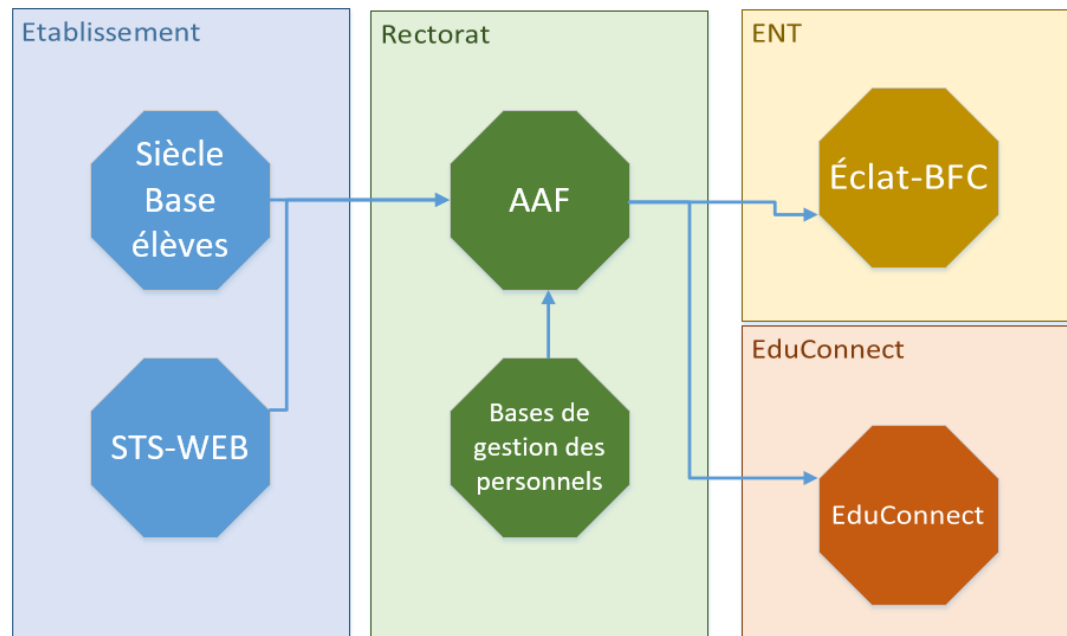 Etablissement
Siècle
Base
élèves
STS-WEB
Rectorat
AAF
Bases de
gestion des
personnels
ENT
Éclat-BFC
EduConnect
EduConnect